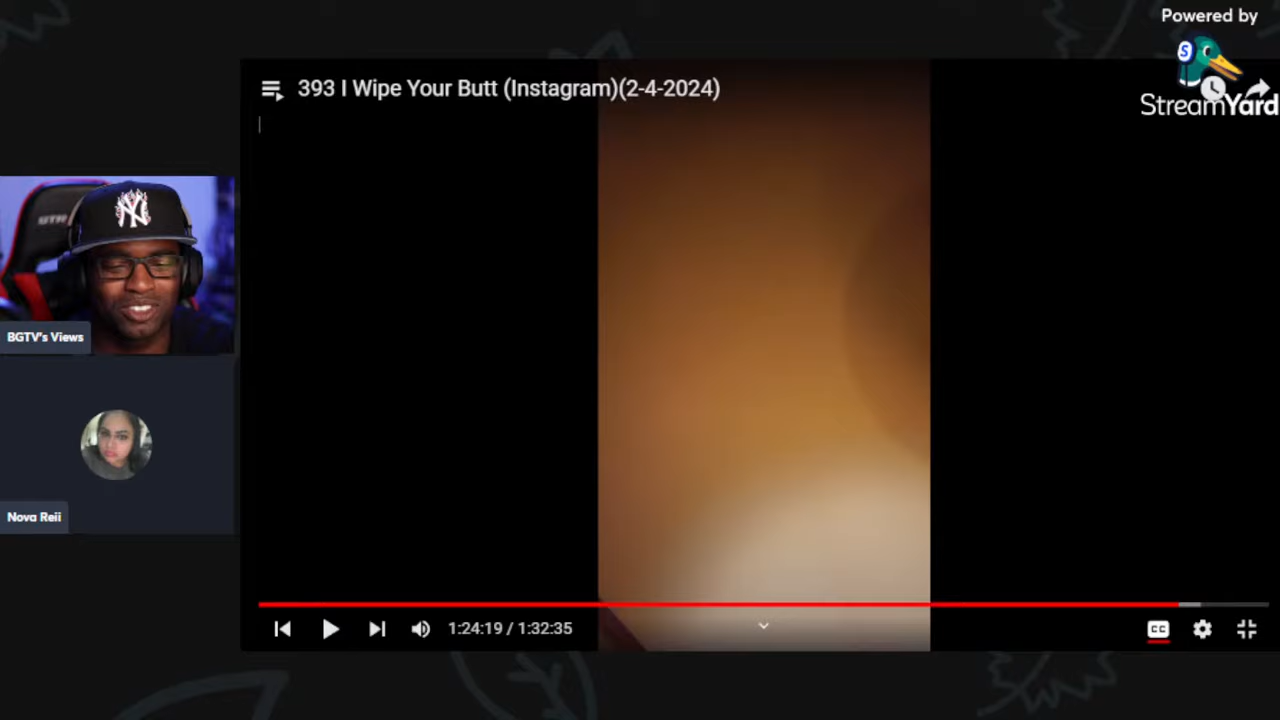 Powered by
S
StreamYard
393 I Wipe Your Butt (Instagram)(2-4-2024)
NY
BGTV's Views
Nova Reii
1:24:19 / 1:32:35
CC